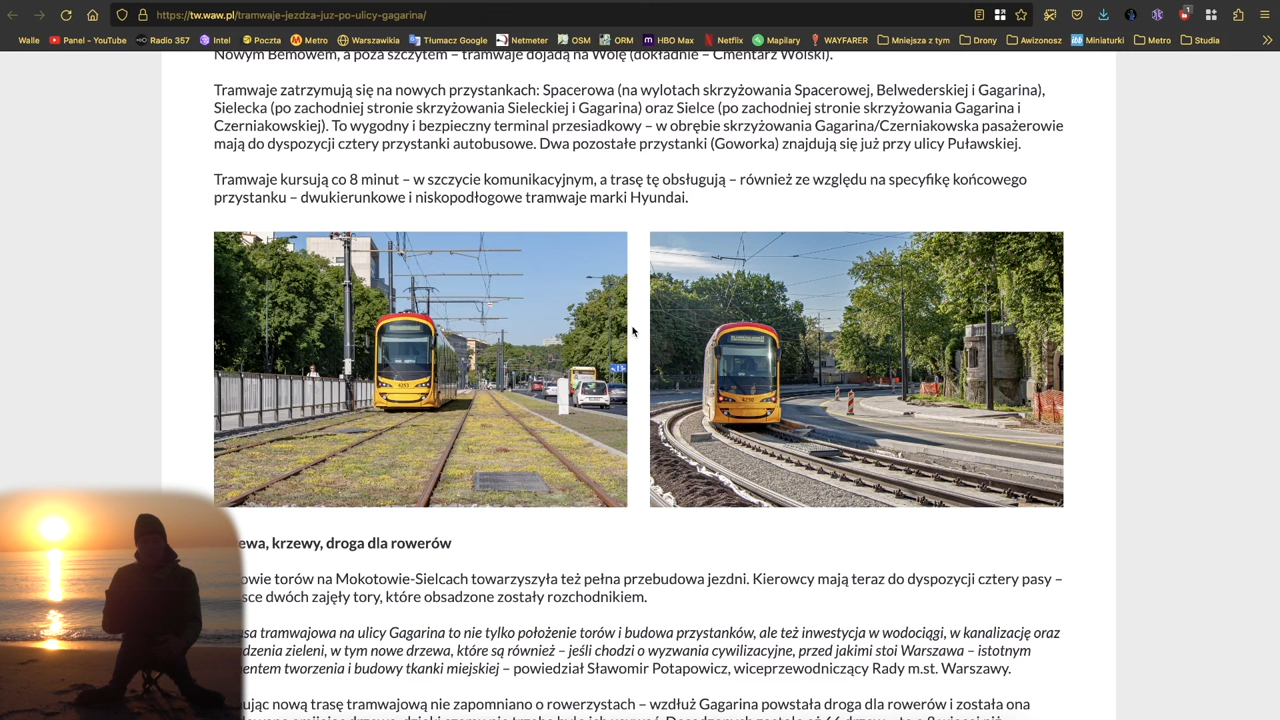 https://tw.waw.pl/tramwaje-jezdza-juz-po-ulicy-gagarina/
Walle Panel - YouTube Radio 357 Intel Poczta Metro Warszawikia Tłumacz Google Netmeter OSM ORM HBO Max Netflix Mapilary WAYFARER Mniejsza z tym Drony Awizonosz Miniaturki Metro Studia
Nowym Bemowem, a poza szczytem – tramwaje dojadą na Wolę (dokładnie – Cmentarz Wolski).
Tramwaje zatrzymują się na nowych przystankach: Spacerowa (na wylotach skrzyżowania Spacerowej, Belwederskiej i Gagarina),
Sielecka (po zachodniej stronie skrzyżowania Sieleckiej i Gagarina) oraz Sielce (po zachodniej stronie skrzyżowania Gagarina i
Czerniakowskiej). To wygodny i bezpieczny terminal przesiadkowy – w obrębie skrzyżowania Gagarina/Czerniakowska pasażerowie
mają do dyspozycji cztery przystanki autobusowe. Dwa pozostałe przystanki (Goworka) znajdują się już przy ulicy Puławskiej.
Tramwaje kursują co 8 minut – w szczycie komunikacyjnym, a trasę tę obsługują – również ze względu na specyfikę końcowego
przystanku – dwukierunkowe i niskopodłogowe tramwaje marki Hyundai.
ewa, krzewy, droga dla rowerów
owie torów na Mokotowie-Sielcach towarzyszyła też pełna przebudowa jezdni. Kierowcy mają teraz do dyspozycji cztery pasy –
sce dwóch zajęły tory, które obsadzone zostały rozchodnikiem.
sa tramwajowa na ulicy Gagarina to nie tylko położenie torów i budowa przystanków, ale też inwestycja w wodociągi, w kanalizację oraz
dzenia zieleni, w tym nowe drzewa, które są również – jeśli chodzi o wyzwania cywilizacyjne, przed jakimi stoi Warszawa – istotnym
entem tworzenia i budowy tkanki miejskiej – powiedział Sławomir Potapowicz, wiceprzewodniczący Rady m.st. Warszawy.
ując nową trasę tramwajową nie zapomniano o rowerzystach – wzdłuż Gagarina powstała droga dla rowerów i została ona